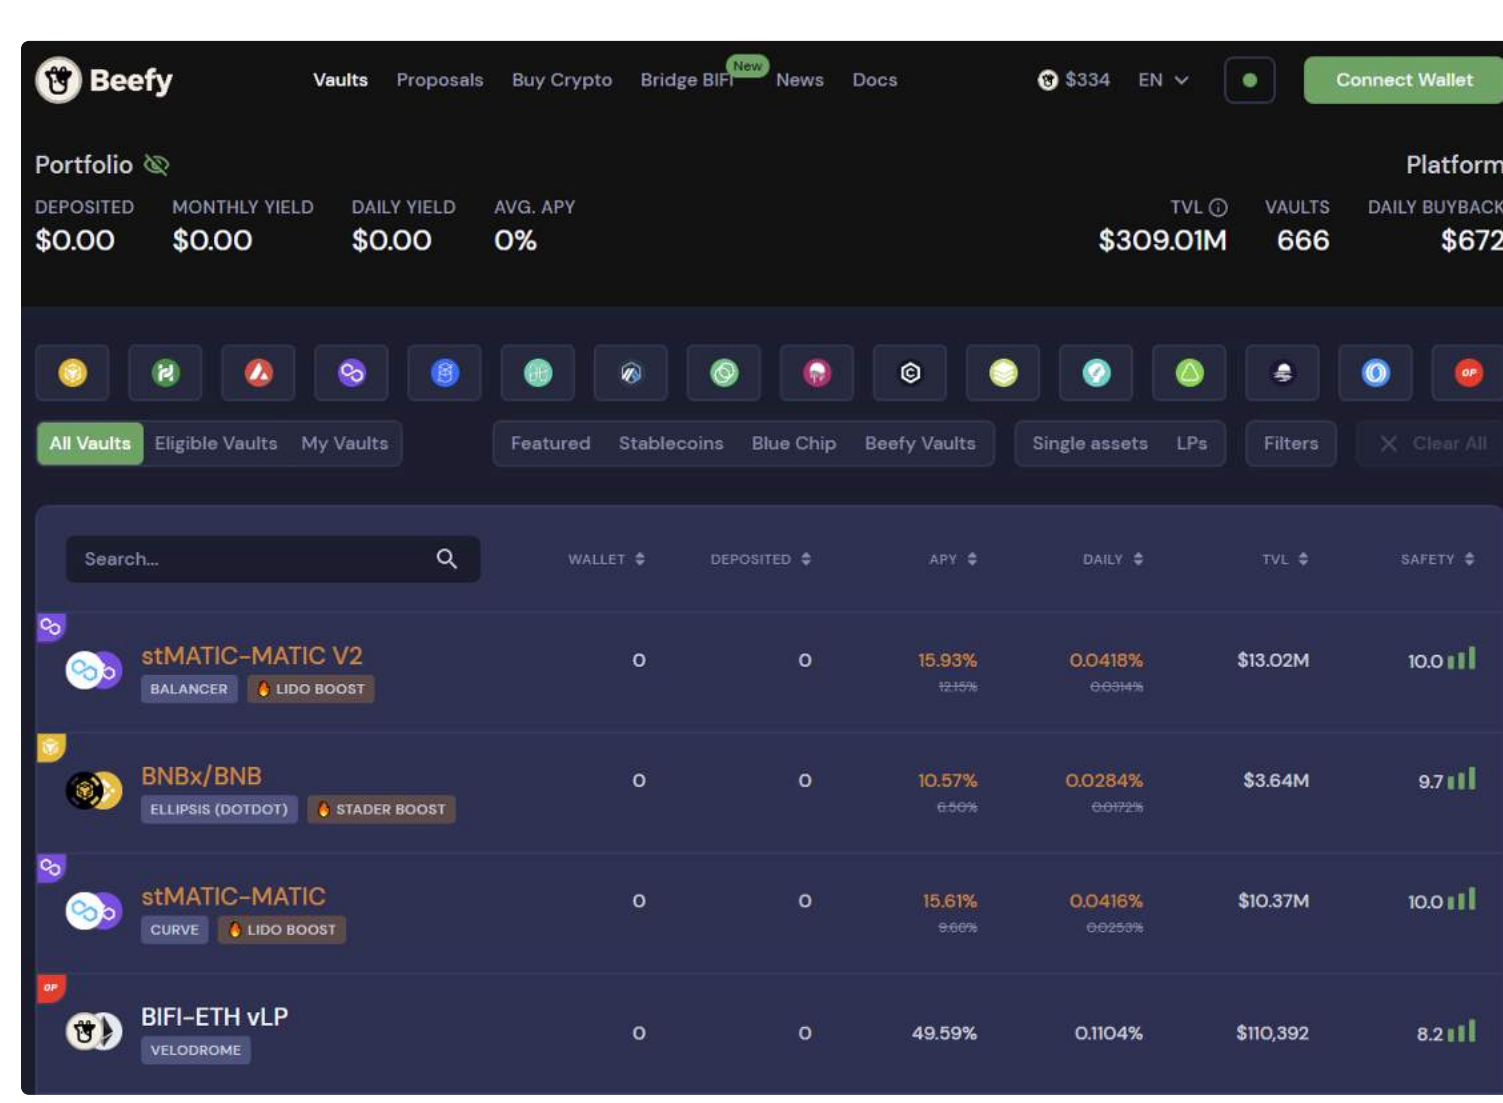 Beefy Vaults Proposals Buy Crypto Bridge BIFI New News Docs $334 EN Connect Wallet
Portfolio Platform
DEPOSITED MONTHLY YIELD DAILY YIELD AVG. APY TVL VAULTS DAILY BUYBACK
$0.00 $0.00 $0.00 0% $309.01M 666 $672
OP
All Vaults Eligible Vaults My Vaults Featured Stablecoins Blue Chip Beefy Vaults Single assets LPs Filters Clear All
Search... WALLET DEPOSITED APY DAILY TVL SAFETY
stMATIC-MATIC V2 0 0 15.93% 0.0418% $13.02M 10.0
BALANCER LIDO BOOST 12.15% 0.0314%
BNBx/BNB 0 0 10.57% 0.0284% $3.64M 9.7
ELLIPSIS (DOTDOT) STADER BOOST 6.50% 0.0172%
stMATIC-MATIC 0 0 15.61% 0.0416% $10.37M 10.0
CURVE LIDO BOOST 9.68% 0.0253%
OP
BIFI-ETH vLP 0 0 49.59% 0.1104% $110,392 8.2
VELODROME